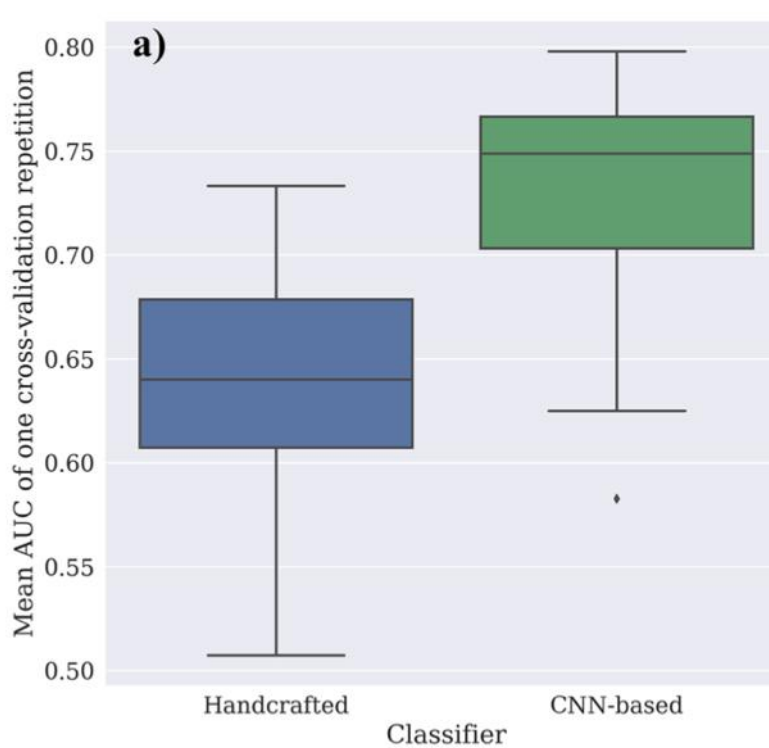 a)
Mean AUC of one cross-validation repetition
0.80
0.75
0.70
0.65
0.60
0.55
0.50
Handcrafted
CNN-based
Classifier